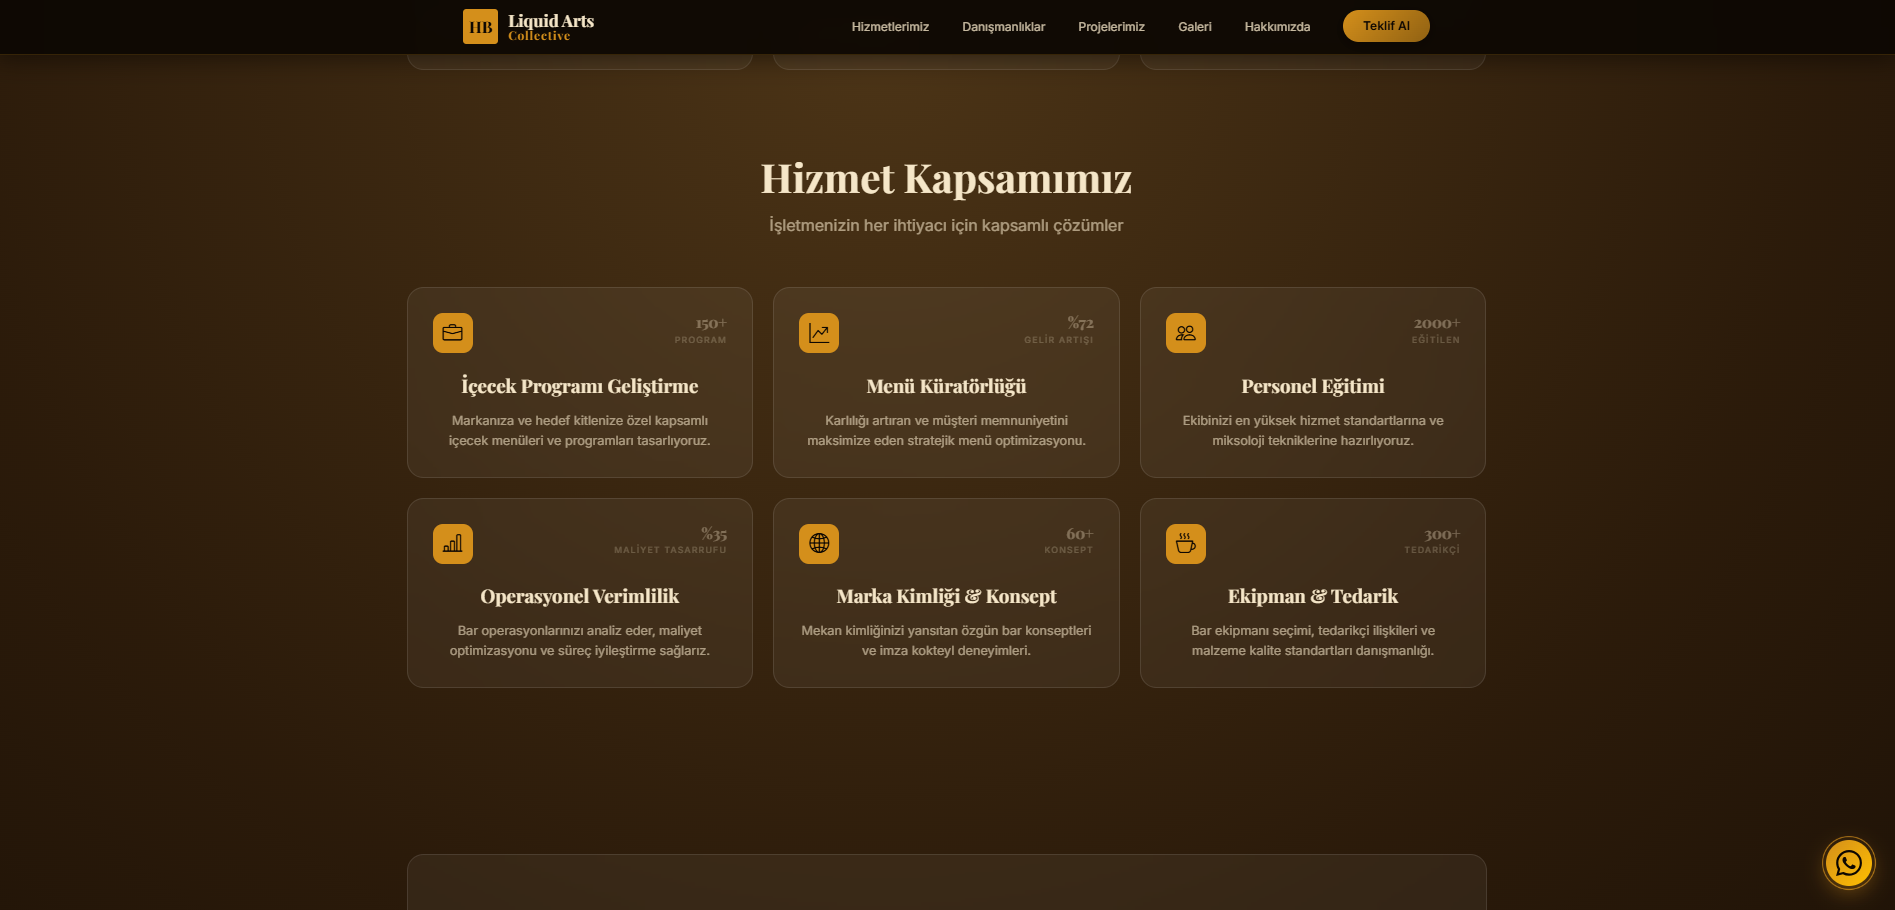 HB
Liquid Arts
Collective
Hizmetlerimiz
Danışmanlıklar
Projelerimiz
Galeri
Hakkımızda
Teklif Al
Hizmet Kapsamımız
İşletmenizin her ihtiyacı için kapsamlı çözümler
150+
PROGRAM
İçecek Programı Geliştirme
Markanıza ve hedef kitlenize özel kapsamlı
içecek menüleri ve programları tasarlıyoruz.
%72
GELİR ARTIŞI
Menü Küratörlüğü
Karlılığı artıran ve müşteri memnuniyetini
maksimize eden stratejik menü optimizasyonu.
2000+
EĞİTİLEN
Personel Eğitimi
Ekibinizi en yüksek hizmet standartlarına ve
miksoloji tekniklerine hazırlıyoruz.
%35
MALİYET TASARRUFU
Operasyonel Verimlilik
Bar operasyonlarınızı analiz eder, maliyet
optimizasyonu ve süreç iyileştirme sağlarız.
60+
KONSEPT
Marka Kimliği & Konsept
Mekan kimliğinizi yansıtan özgün bar konseptleri
ve imza kokteyl deneyimleri.
300+
TEDARİKÇİ
Ekipman & Tedarik
Bar ekipmanı seçimi, tedarikçi ilişkileri ve
malzeme kalite standartları danışmanlığı.